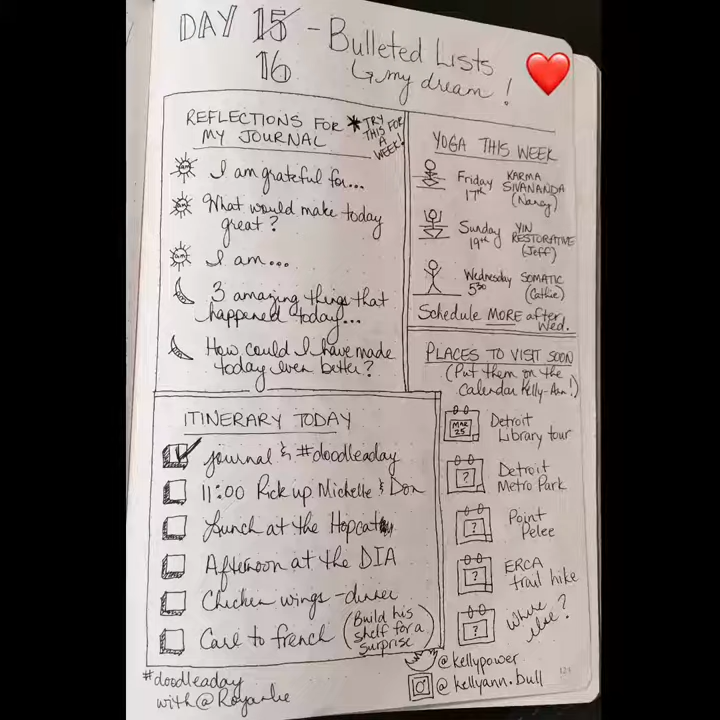 DAY 15 - Bulleted Lists
16 ↳ my dream!
REFLECTIONS FOR
MY JOURNAL
* TRY
THIS FOR
A
WEEK!
am I am grateful for...
am What would make today
great?
am I am...
3 amazing things that
happened today...
How could I have made
today even better?
YOGA THIS WEEK
Friday
17th
KARMA
SIVANANDA
(Nancy)
Sunday
19th
YIN
RESTORATIVE
(Jeff)
Wednesday
5:30
SOMATIC
(Cathie)
Schedule MORE after
Wed.
PLACES TO VISIT SOON
(Put them on the
Calendar Kelly-Ann!)
MAR
25
Detroit
Library tour
?
Detroit
Metro Park
?
Point
Pelee
?
ERCA
trail hike
?
Where
else?
ITINERARY TODAY
journal & #doodleaday
11:00 Pick up Michelle & Don
Lunch at the Hopcat
Afternoon at the DIA
Chicken wings - dinner
Carl to french
(Build his
shelf for a
surprise)
#doodleaday
with @Royanlee
@kellypower
@kellyann.bull